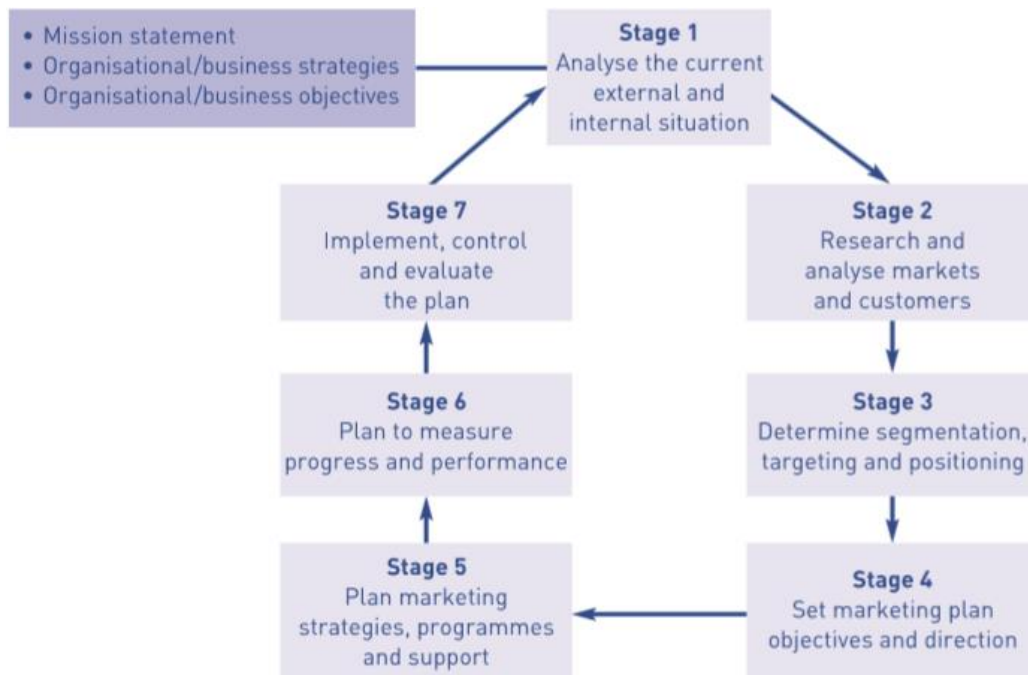 • Mission statement
• Organisational/business strategies
• Organisational/business objectives
Stage 1
Analyse the current
external and
internal situation
Stage 2
Research and
analyse markets
and customers
Stage 3
Determine segmentation,
targeting and positioning
Stage 4
Set marketing plan
objectives and direction
Stage 5
Plan marketing
strategies, programmes
and support
Stage 6
Plan to measure
progress and performance
Stage 7
Implement, control
and evaluate
the plan